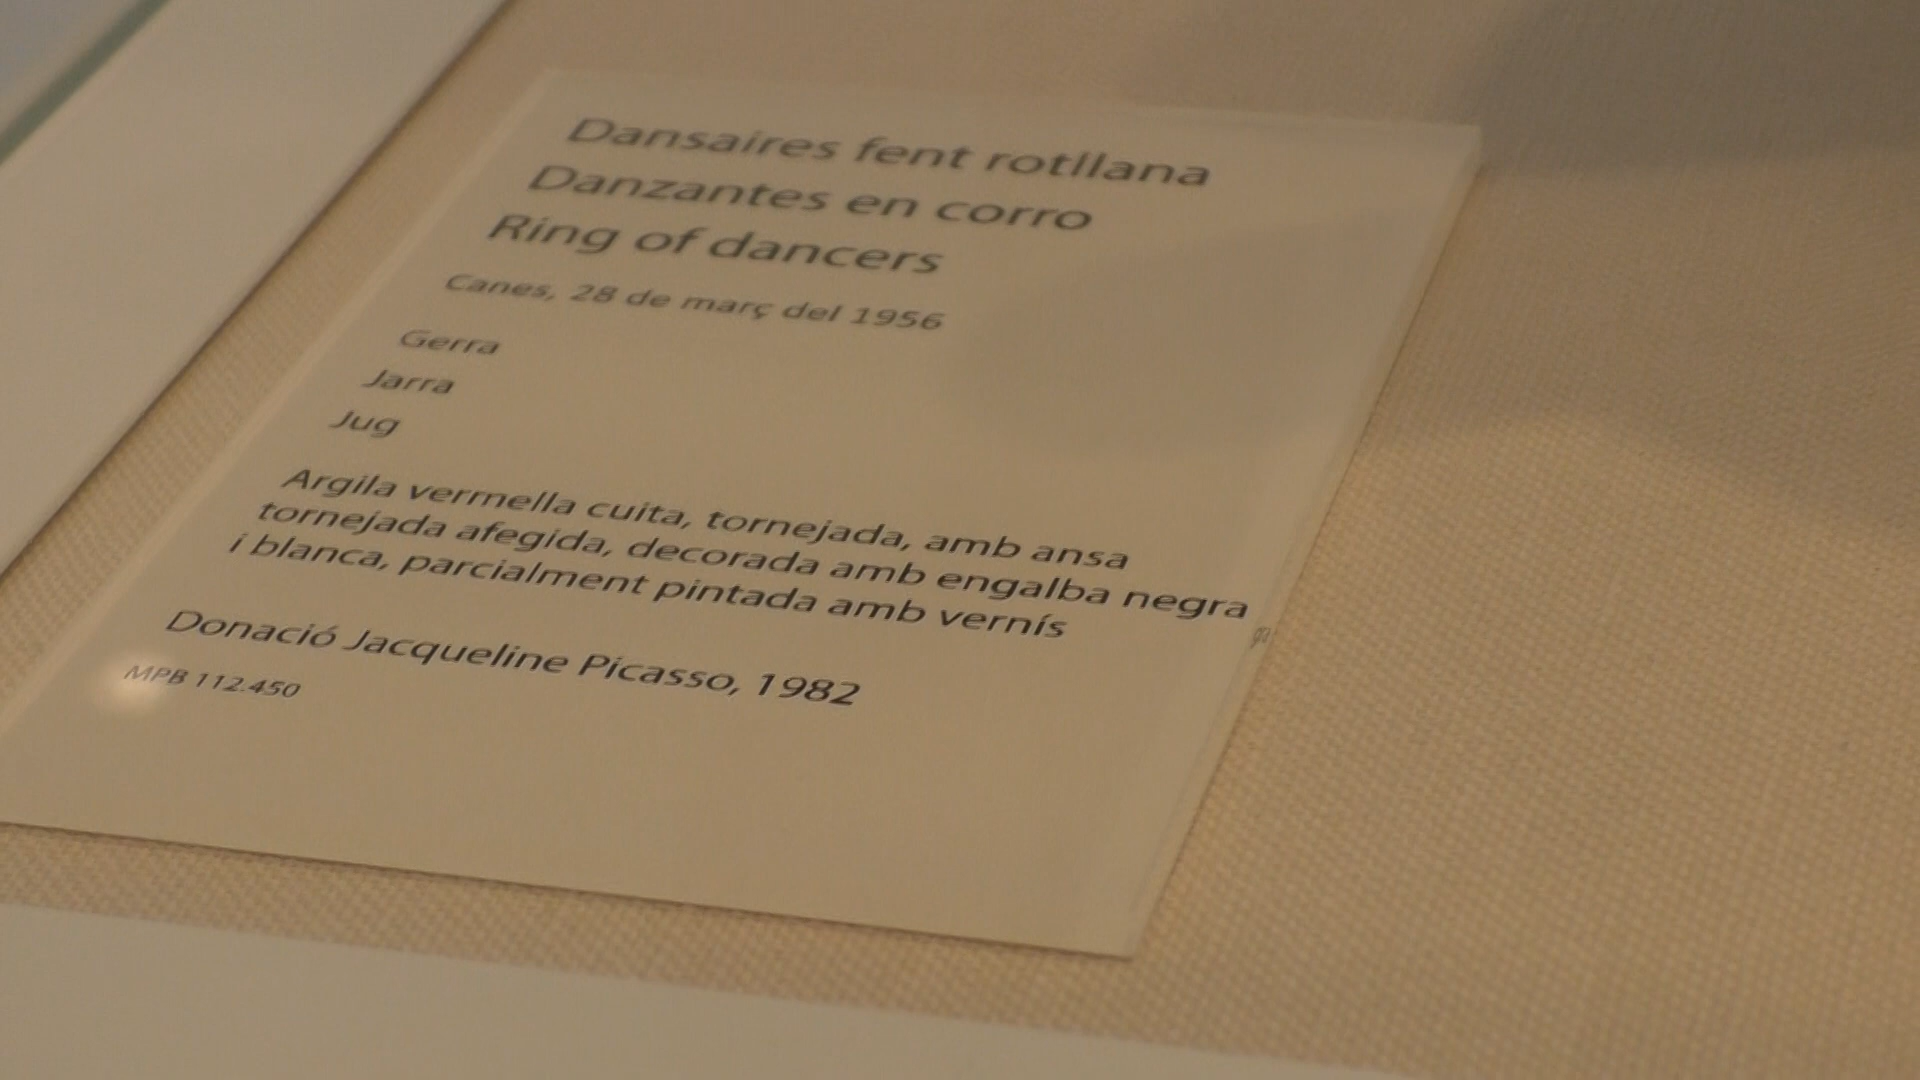 Dansaires fent rotllana
Danzantes en corro
Ring of dancers
Canes, 28 de març del 1956
Gerra
Jarra
Jug
Argila vermella cuita, tornejada, amb ansa
tornejada afegida, decorada amb engalba negra
i blanca, parcialment pintada amb vernís
Donació Jacqueline Picasso, 1982
MPB 112.450